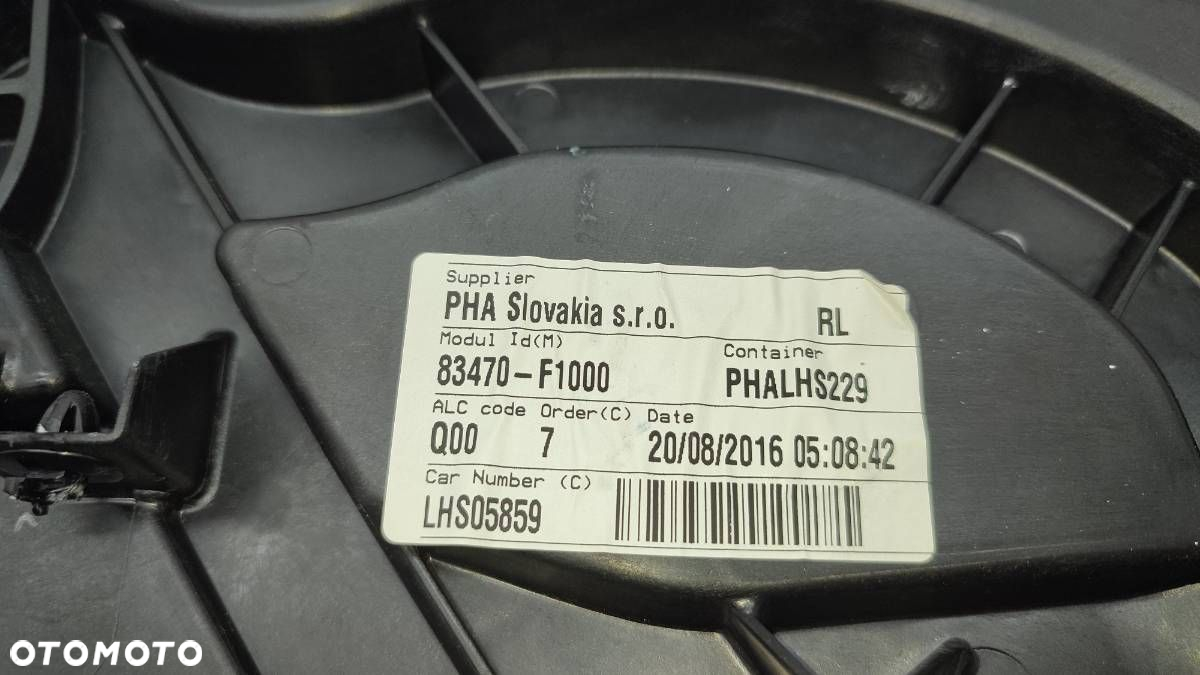 Supplier
PHA Slovakia s.r.o. RL
Modul Id(M) Container
83470-F1000 PHALHS229
ALC code Order(C) Date
Q00 7 20/08/2016 05:08:42
Car Number (C)
LHS05859
OTOMOTO